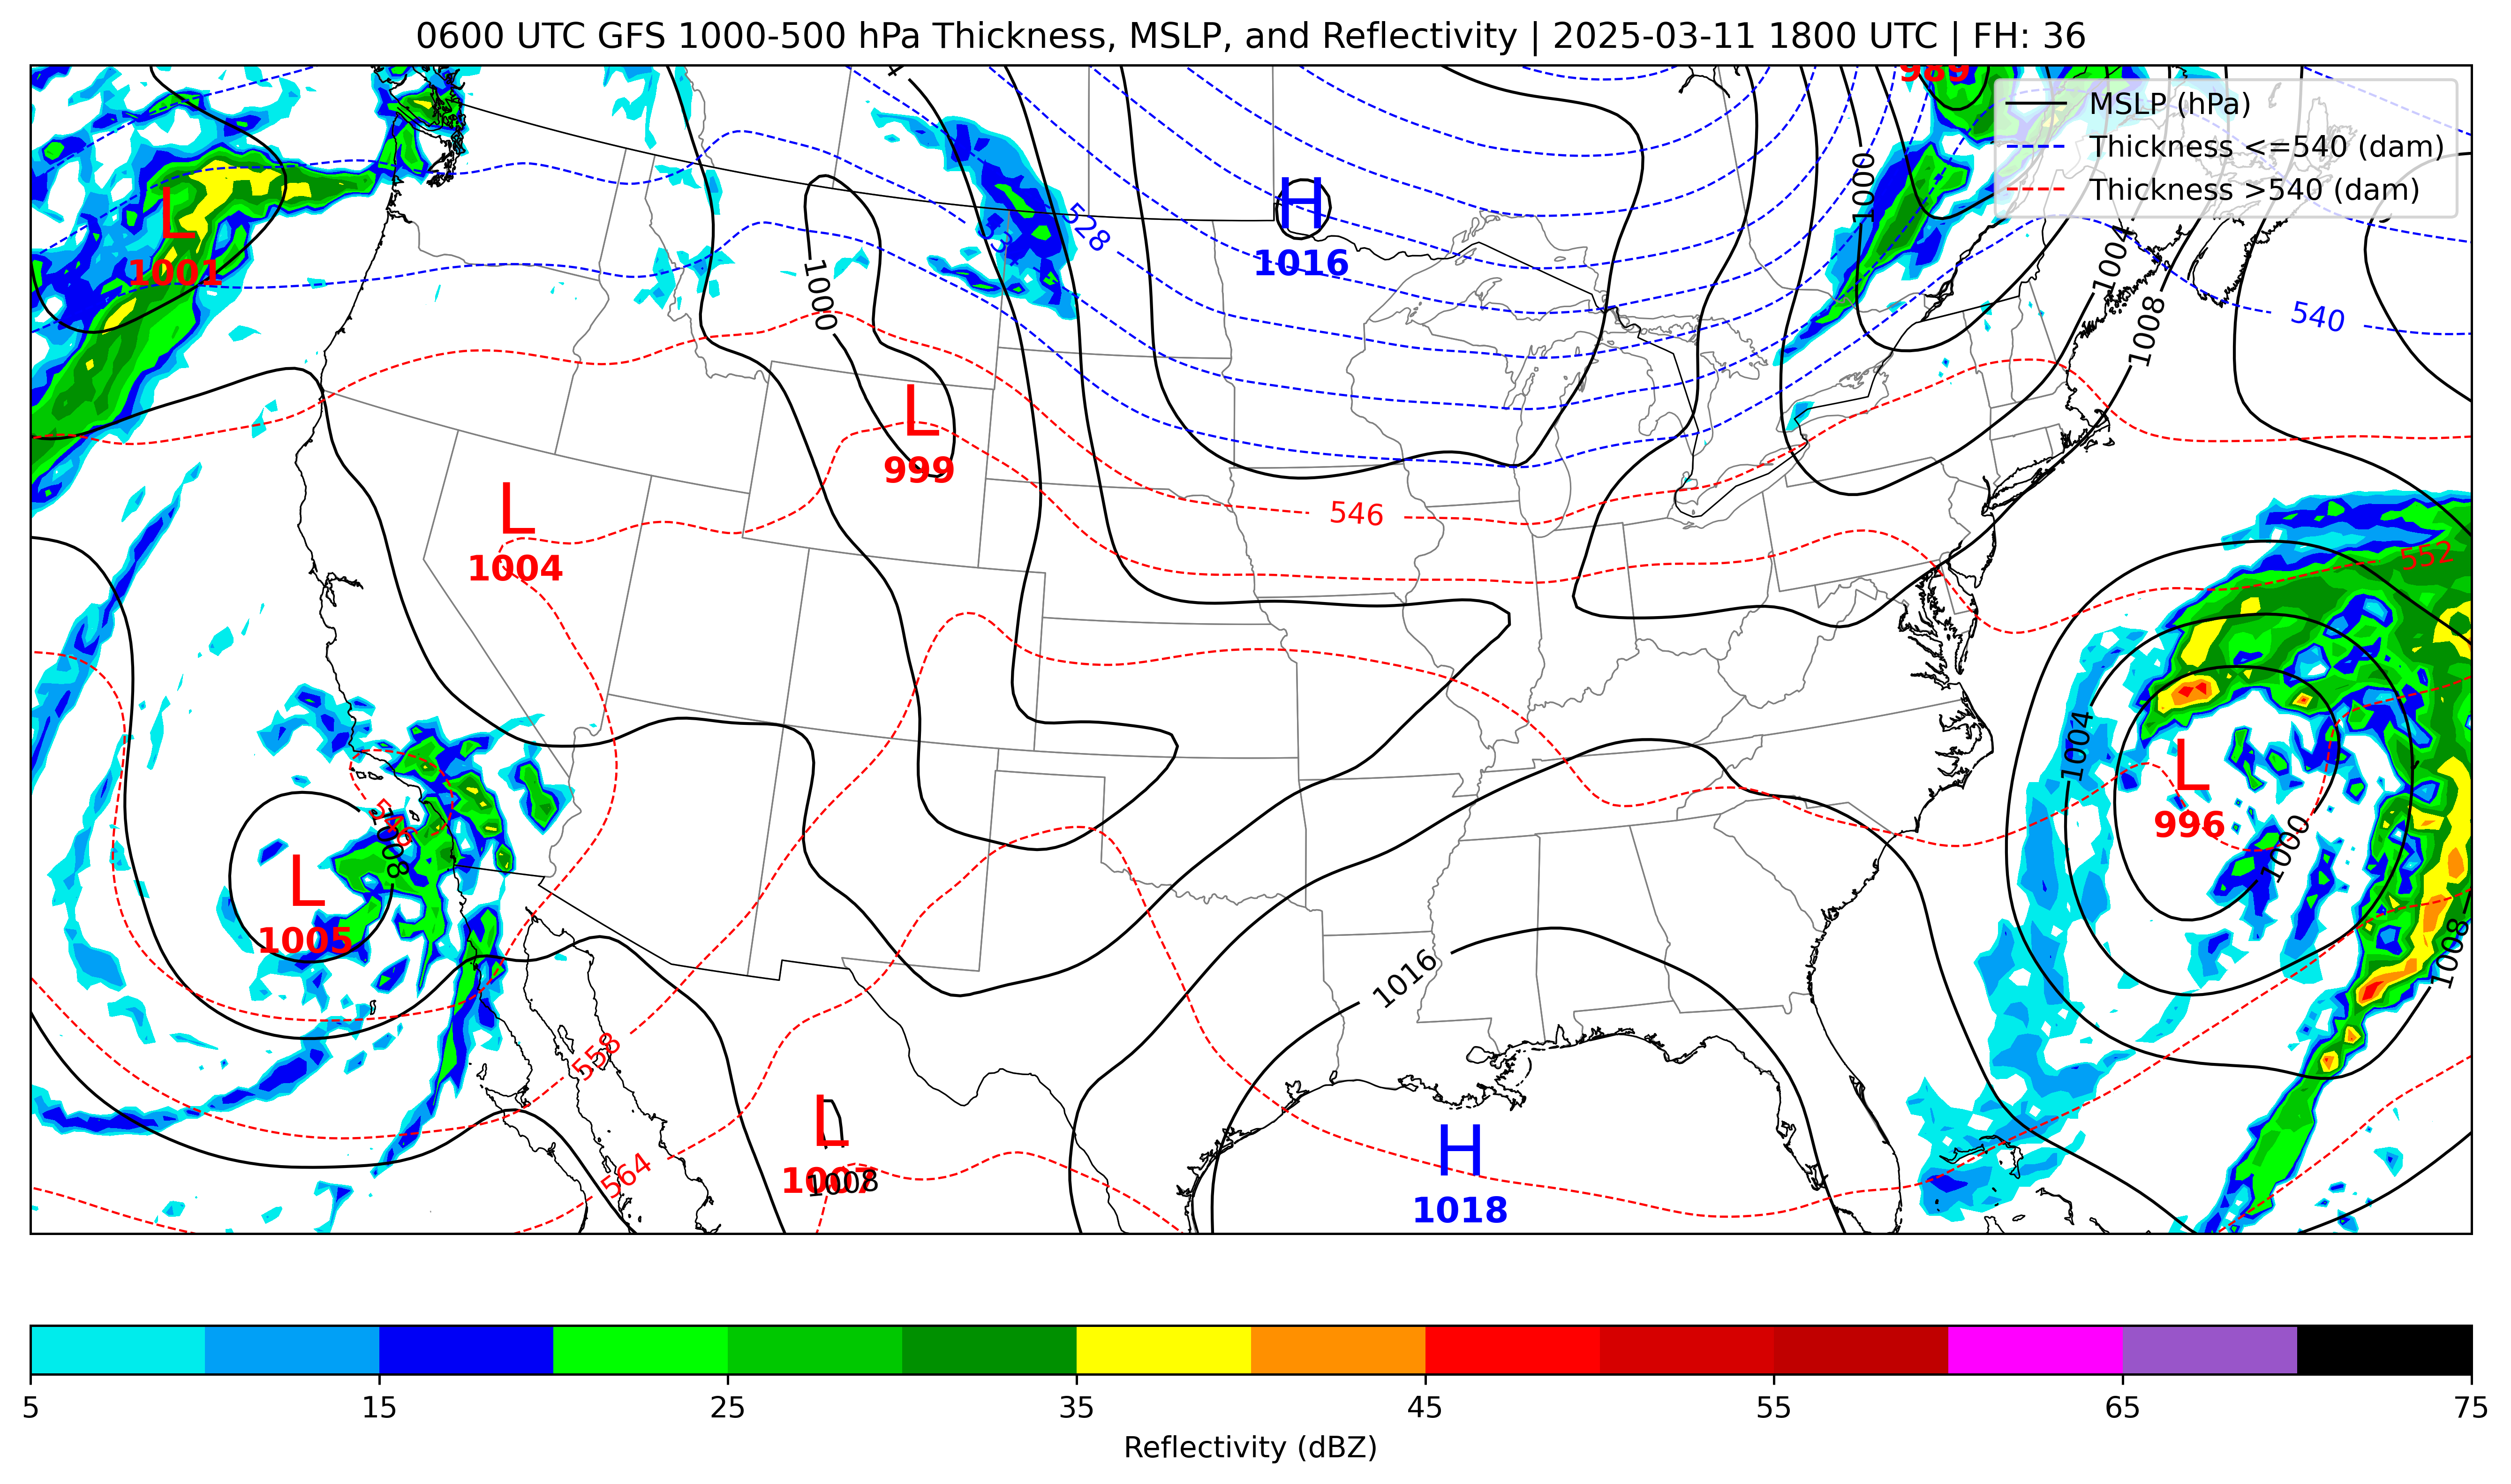 0600 UTC GFS 1000-500 hPa Thickness, MSLP, and Reflectivity | 2025-03-11 1800 UTC | FH: 36
989
MSLP (hPa)
Thickness <=540 (dam)
Thickness >540 (dam)
1000
L
1001
H
1016
528
1004
1000
1008
540
L
999
L
1004
546
552
1004
L
996
1000
546
1008
L
1005
1008
1016
558
564
L
1007
1008
H
1018
5
15
25
35
45
55
65
75
Reflectivity (dBZ)